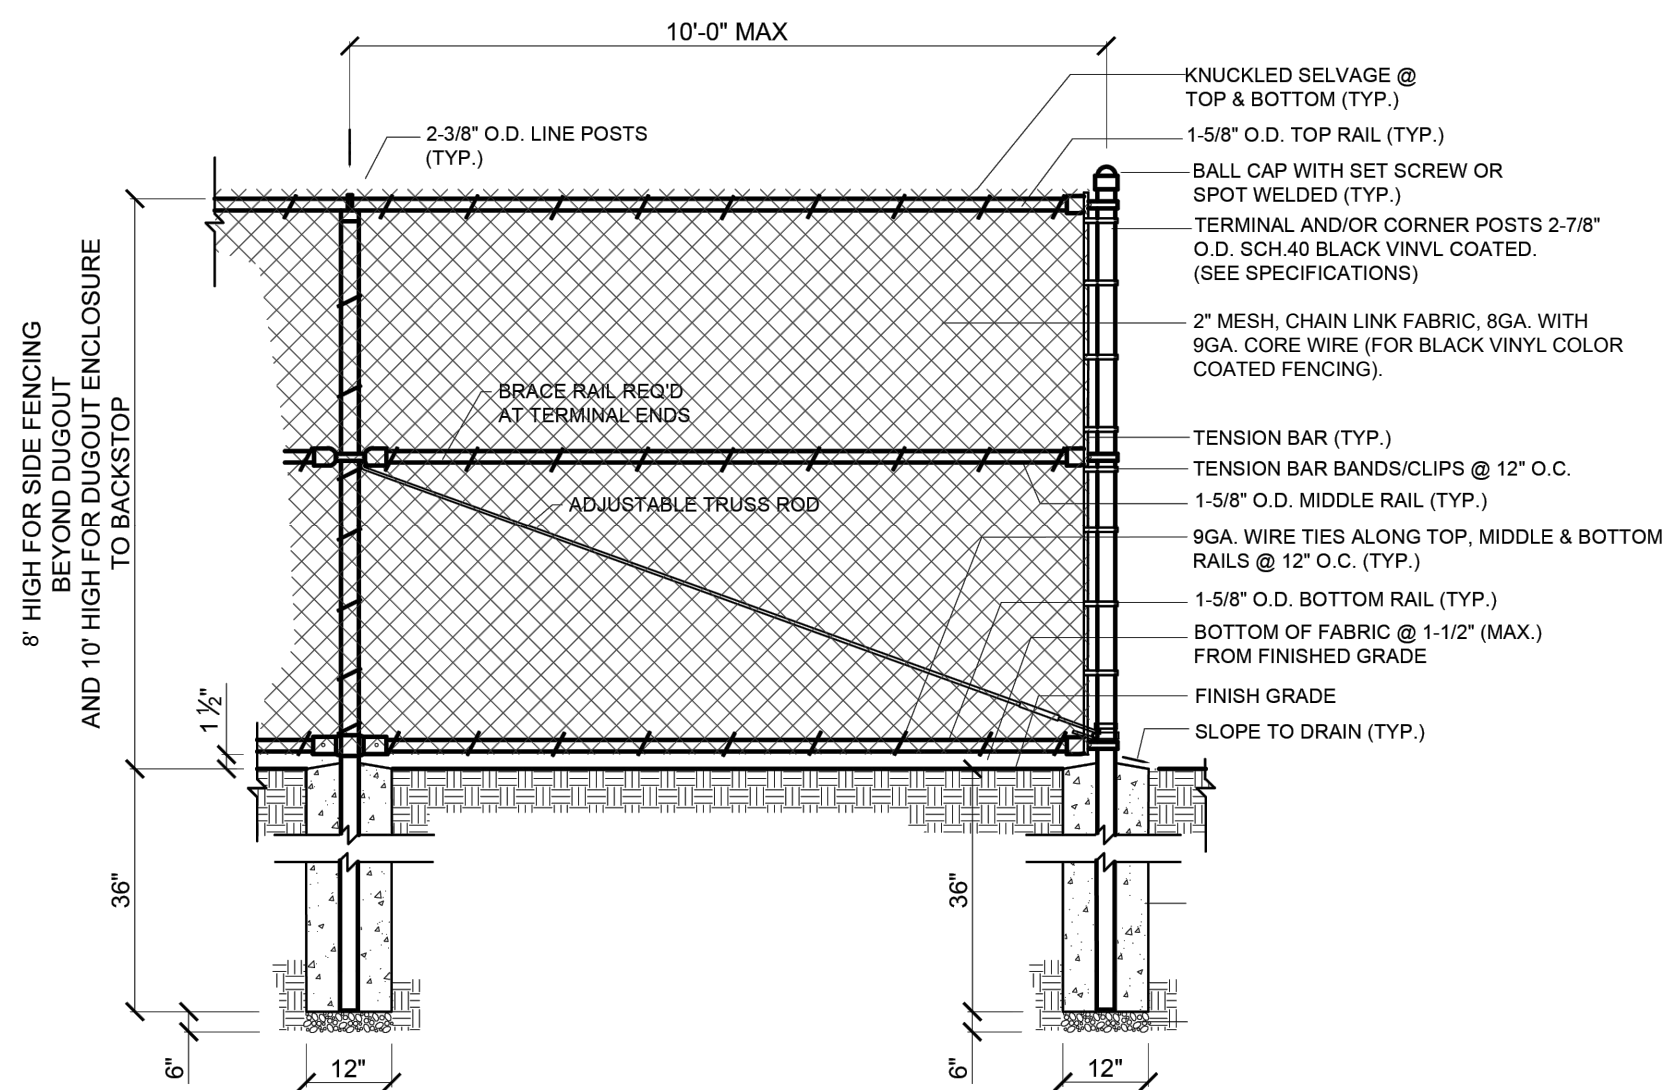 10'-0" MAX
KNUCKLED SELVAGE @
TOP & BOTTOM (TYP.)
2-3/8" O.D. LINE POSTS
(TYP.)
1-5/8" O.D. TOP RAIL (TYP.)
BALL CAP WITH SET SCREW OR
SPOT WELDED (TYP.)
TERMINAL AND/OR CORNER POSTS 2-7/8"
O.D. SCH.40 BLACK VINVL COATED.
(SEE SPECIFICATIONS)
2" MESH, CHAIN LINK FABRIC, 8GA. WITH
9GA. CORE WIRE (FOR BLACK VINYL COLOR
COATED FENCING).
BRACE RAIL REQ'D
AT TERMINAL ENDS
TENSION BAR (TYP.)
TENSION BAR BANDS/CLIPS @ 12" O.C.
1-5/8" O.D. MIDDLE RAIL (TYP.)
ADJUSTABLE TRUSS ROD
9GA. WIRE TIES ALONG TOP, MIDDLE & BOTTOM
RAILS @ 12" O.C. (TYP.)
1-5/8" O.D. BOTTOM RAIL (TYP.)
BOTTOM OF FABRIC @ 1-1/2" (MAX.)
FROM FINISHED GRADE
FINISH GRADE
SLOPE TO DRAIN (TYP.)
8' HIGH FOR SIDE FENCING
BEYOND DUGOUT
AND 10' HIGH FOR DUGOUT ENCLOSURE
TO BACKSTOP
1 1/2"
36"
36"
6"
12"
6"
12"